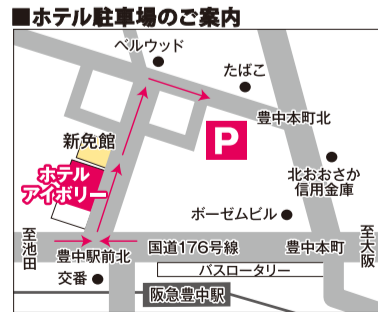 ■ホテル駐車場のご案内
ベルウッド
たばこ
豊中本町北
新免館
P
ホテル
アイボリー
北おおさか
信用金庫
ボーゼムビル
至池田
至大阪
国道176号線
豊中本町
豊中駅前北
バスロータリー
交番
阪急豊中駅